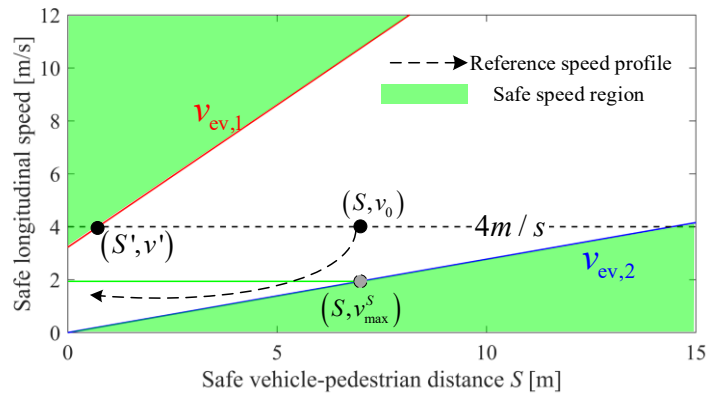 12
10
8
6
4
2
0
Safe longitudinal speed [m/s]
Reference speed profile
Safe speed region
v_ev,1
(S, v_0)
4m / s
(S', v')
v_ev,2
(S, v_max^S)
0
5
10
15
Safe vehicle-pedestrian distance S [m]